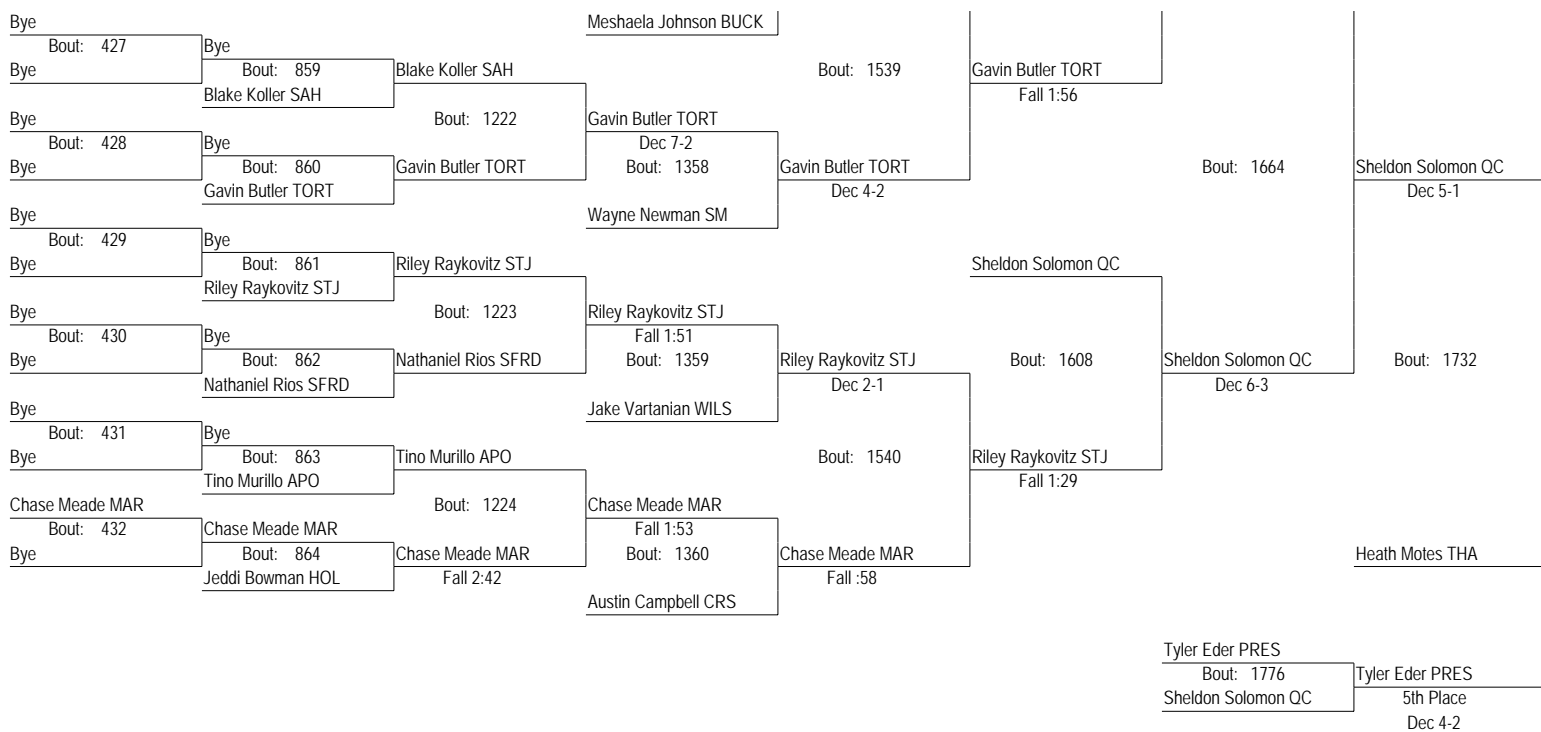 Bye
Meshaela Johnson BUCK
Bout: 427
Bye
Bye
Bout: 859
Blake Koller SAH
Bout: 1539
Gavin Butler TORT
Blake Koller SAH
Fall 1:56
Bye
Bout: 1222
Gavin Butler TORT
Bout: 428
Bye
Dec 7-2
Bye
Bout: 860
Gavin Butler TORT
Bout: 1358
Gavin Butler TORT
Bout: 1664
Sheldon Solomon QC
Gavin Butler TORT
Dec 4-2
Dec 5-1
Bye
Wayne Newman SM
Bout: 429
Bye
Bye
Bout: 861
Riley Raykovitz STJ
Sheldon Solomon QC
Riley Raykovitz STJ
Bye
Bout: 1223
Riley Raykovitz STJ
Bout: 430
Bye
Fall 1:51
Bye
Bout: 862
Nathaniel Rios SFRD
Bout: 1359
Riley Raykovitz STJ
Bout: 1608
Sheldon Solomon QC
Bout: 1732
Nathaniel Rios SFRD
Dec 2-1
Dec 6-3
Bye
Jake Vartanian WILS
Bout: 431
Bye
Bye
Bout: 863
Tino Murillo APO
Bout: 1540
Riley Raykovitz STJ
Tino Murillo APO
Fall 1:29
Chase Meade MAR
Bout: 1224
Chase Meade MAR
Bout: 432
Chase Meade MAR
Fall 1:53
Bye
Bout: 864
Chase Meade MAR
Bout: 1360
Chase Meade MAR
Heath Motes THA
Jeddi Bowman HOL
Fall 2:42
Fall :58
Austin Campbell CRS
Tyler Eder PRES
Bout: 1776
Tyler Eder PRES
Sheldon Solomon QC
5th Place
Dec 4-2